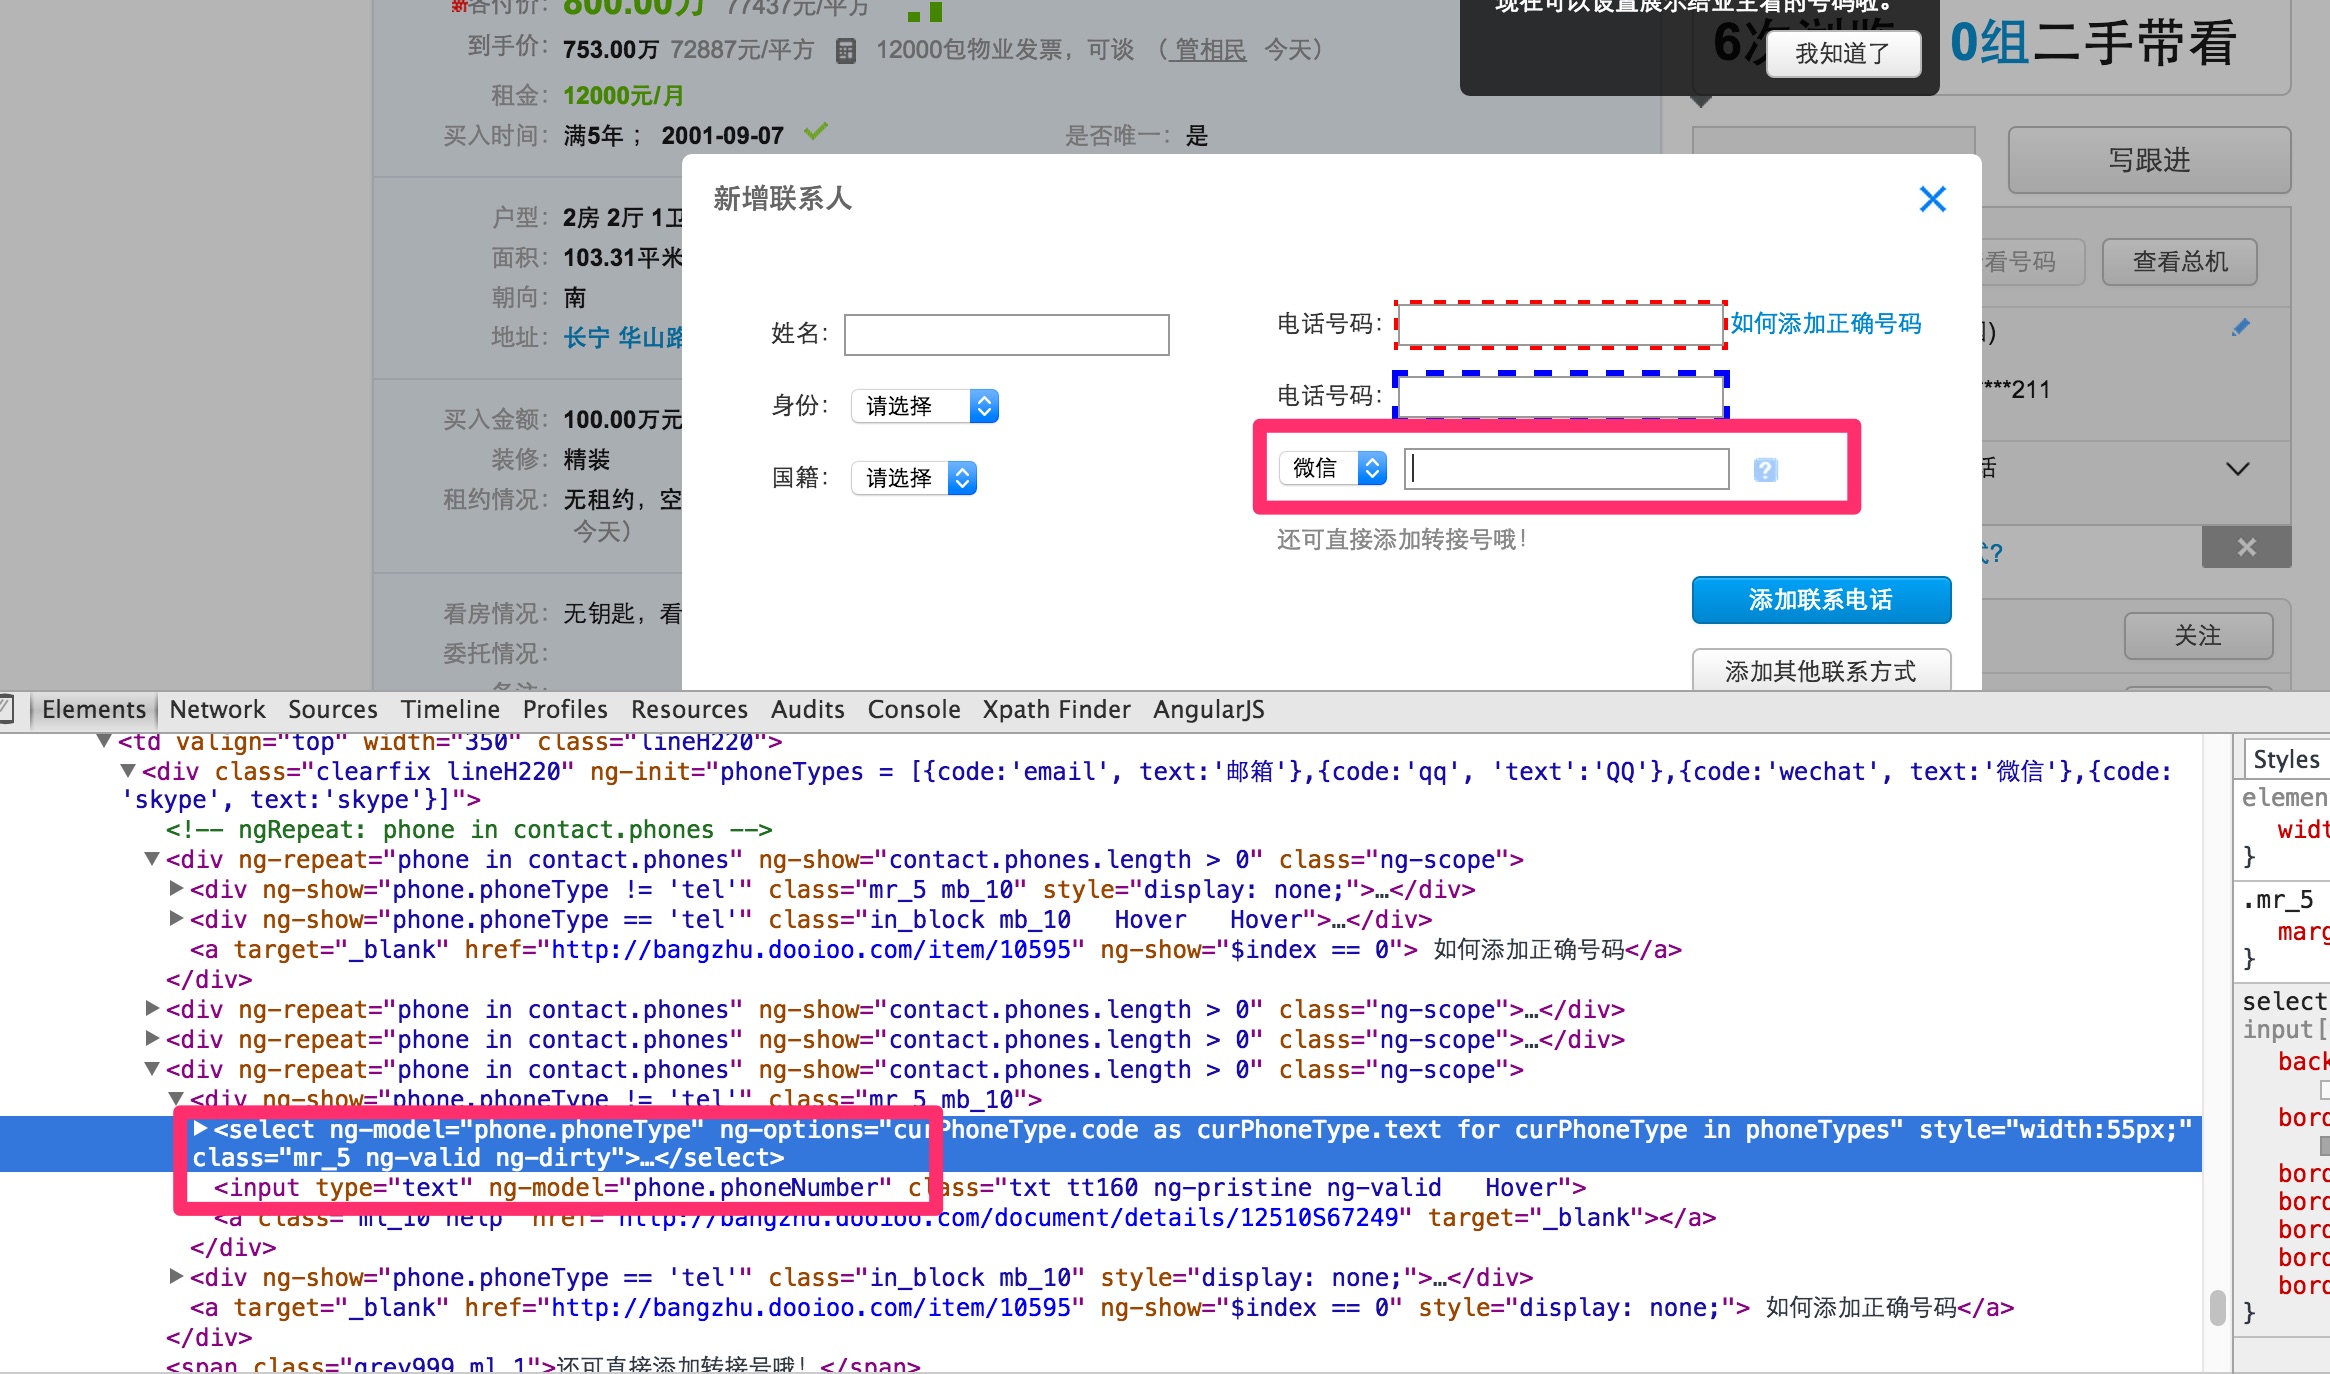 新客付价：800.00万 77437元/平方
现在可以设置展示给业主看的号码啦。
我知道了
0组二手带看
到手价：753.00万 72887元/平方 12000包物业发票，可谈 （ 管相民 今天）
租金：12000元/月
买入时间：满5年； 2001-09-07
是否唯一：是
写跟进
新增联系人
户型：2房 2厅 1卫
面积：103.31平米
朝向：南
地址：长宁 华山路
看号码
查看总机
姓名：
电话号码：
如何添加正确号码
身份：请选择
电话号码：
****211
国籍：请选择
微信
?
买入金额：100.00万元
装修：精装
租约情况：无租约，空
今天）
还可直接添加转接号哦！
话
式?
添加联系电话
看房情况：无钥匙，看
委托情况：
关注
添加其他联系方式
Elements Network Sources Timeline Profiles Resources Audits Console Xpath Finder AngularJS
<td valign="top" width="350" class="lineH220">
<div class="clearfix lineH220" ng-init="phoneTypes = [{code:'email', text:'邮箱'},{code:'qq', 'text':'QQ'},{code:'wechat', text:'微信'},{code:
'skype', text:'skype'}]">
<!-- ngRepeat: phone in contact.phones -->
<div ng-repeat="phone in contact.phones" ng-show="contact.phones.length > 0" class="ng-scope">
<div ng-show="phone.phoneType != 'tel'" class="mr_5 mb_10" style="display: none;">…</div>
<div ng-show="phone.phoneType == 'tel'" class="in_block mb_10   Hover   Hover">…</div>
<a target="_blank" href="http://bangzhu.dooioo.com/item/10595" ng-show="$index == 0"> 如何添加正确号码</a>
</div>
<div ng-repeat="phone in contact.phones" ng-show="contact.phones.length > 0" class="ng-scope">…</div>
<div ng-repeat="phone in contact.phones" ng-show="contact.phones.length > 0" class="ng-scope">…</div>
<div ng-repeat="phone in contact.phones" ng-show="contact.phones.length > 0" class="ng-scope">
<div ng-show="phone.phoneType != 'tel'" class="mr_5 mb_10">
<select ng-model="phone.phoneType" ng-options="curPhoneType.code as curPhoneType.text for curPhoneType in phoneTypes" style="width:55px;"
class="mr_5 ng-valid ng-dirty">…</select>
<input type="text" ng-model="phone.phoneNumber" class="txt tt160 ng-pristine ng-valid   Hover">
<a class="ml_10 help" href="http://bangzhu.dooioo.com/document/details/12510S67249" target="_blank"></a>
</div>
<div ng-show="phone.phoneType == 'tel'" class="in_block mb_10" style="display: none;">…</div>
<a target="_blank" href="http://bangzhu.dooioo.com/item/10595" ng-show="$index == 0" style="display: none;"> 如何添加正确号码</a>
</div>
<span class="grey999 ml_1">还可直接添加转接号哦！</span>
Styles
elemen
widt
}
.mr_5
marg
}
select
input[
back
bord
bord
bord
bord
bord
bord
}